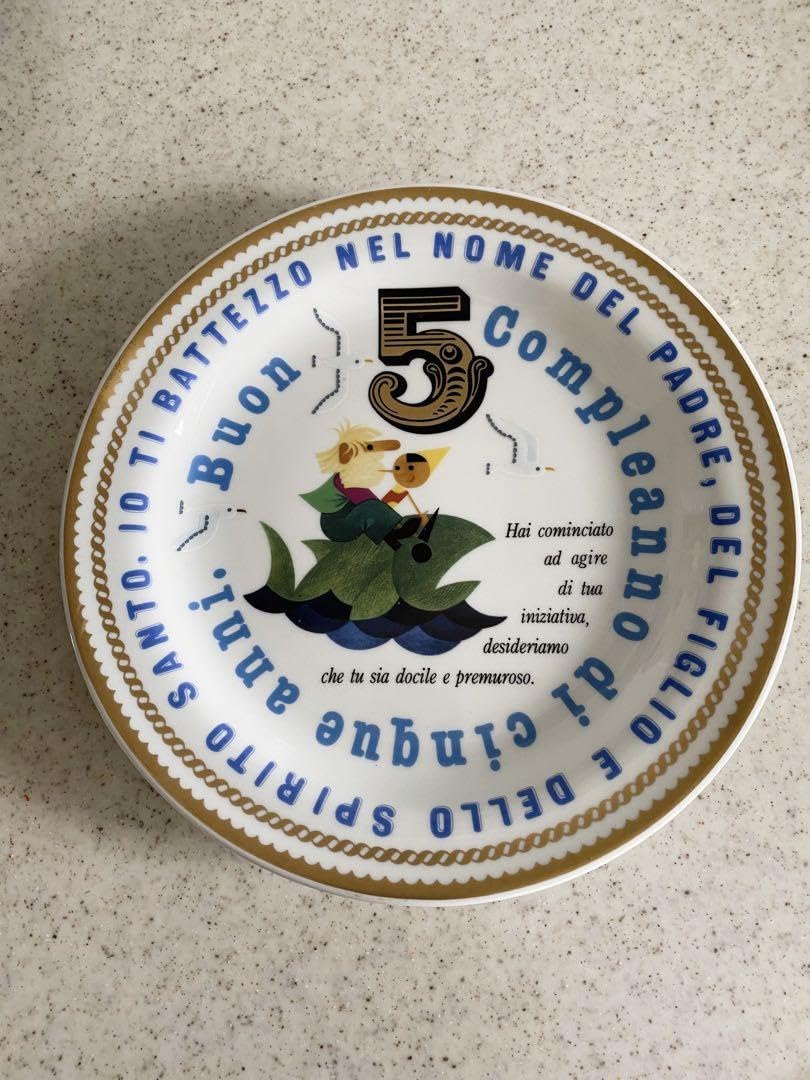 IO TI BATTEZZO NEL NOME DEL PADRE, DEL FIGLIO E DELLO SPIRITO SANTO.
Buon 5 Compleanno di cinque anni.
Hai cominciato
ad agire
di tua
iniziativa,
desideriamo
che tu sia docile e premuroso.